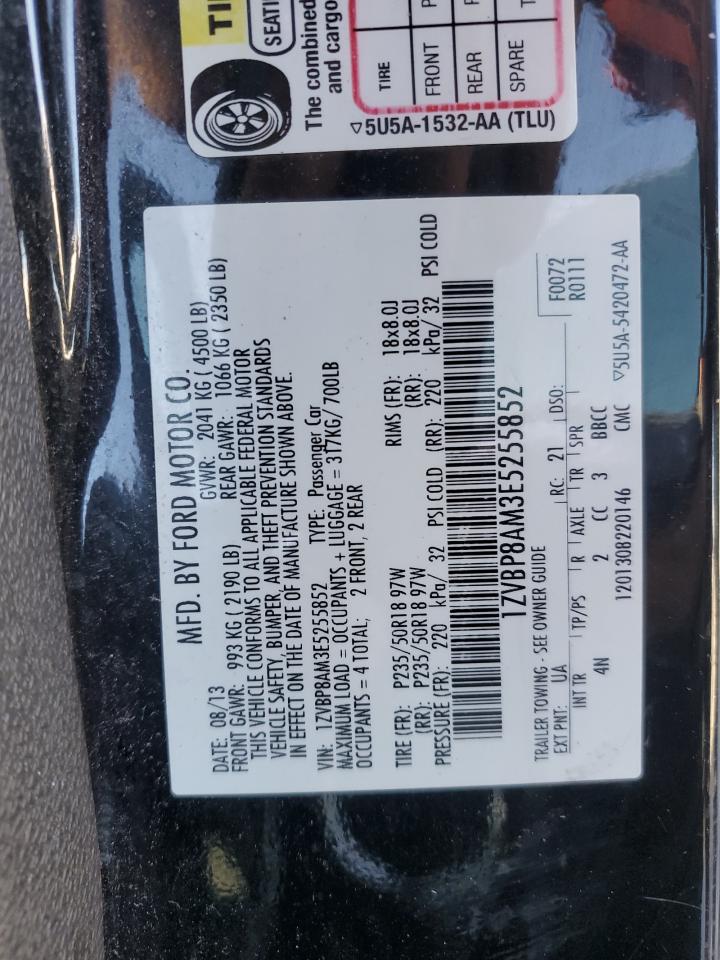 TI
SEATI
The combined
and cargo
TIRE
FRONT
REAR
SPARE
▽5U5A-1532-AA (TLU)
MFD. BY FORD MOTOR CO.
DATE: 08/13 GVWR: 2041 KG ( 4500 LB)
FRONT GAWR: 993 KG ( 2190 LB) REAR GAWR: 1066 KG ( 2350 LB)
THIS VEHICLE CONFORMS TO ALL APPLICABLE FEDERAL MOTOR
VEHICLE SAFETY, BUMPER, AND THEFT PREVENTION STANDARDS
IN EFFECT ON THE DATE OF MANUFACTURE SHOWN ABOVE.
VIN: 1ZVBP8AM3E5255852 TYPE: Passenger Car
MAXIMUM LOAD = OCCUPANTS + LUGGAGE = 317KG/ 700LB
OCCUPANTS = 4 TOTAL; 2 FRONT, 2 REAR
TIRE (FR): P235/50R18 97W RIMS (FR): 18x8.0J
(RR): P235/50R18 97W (RR): 18x8.0J
PRESSURE (FR): 220 kPa/ 32 PSI COLD (RR): 220 kPa/ 32 PSI COLD
1ZVBP8AM3E5255852
TRAILER TOWING - SEE OWNER GUIDE
EXT PNT: UA RC: 21 DSO: F0072
R0111
INT TR TP/PS R AXLE TR SPR
4N 2 CC 3 BBCC
1201308220146 CMC ▽5U5A-5420472-AA